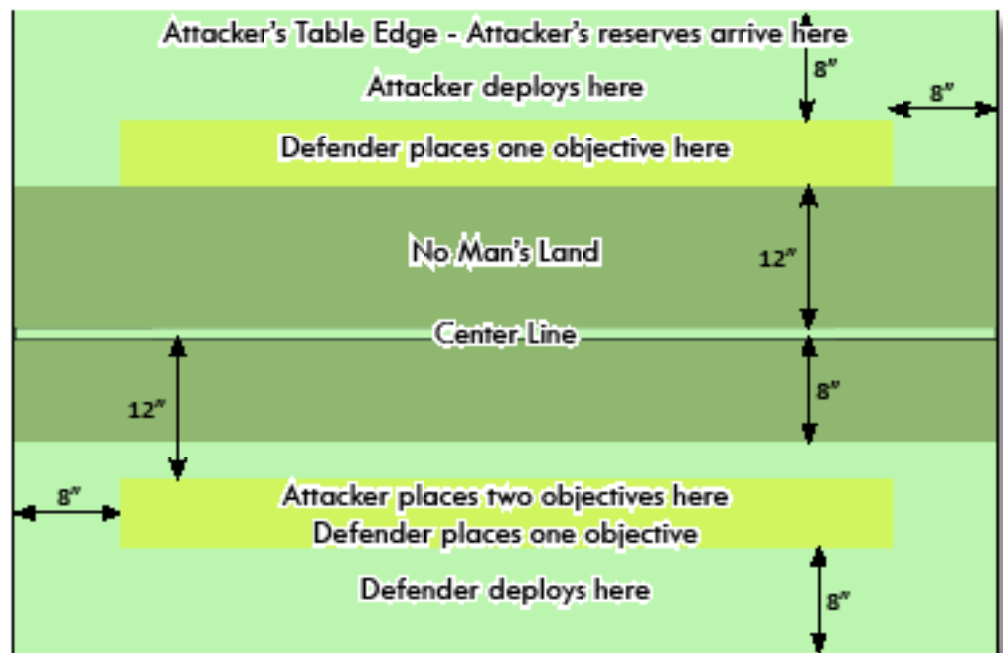 Attacker's Table Edge - Attacker's reserves arrive here
8"
Attacker deploys here
8"
Defender places one objective here
No Man's Land
12"
Center Line
8"
12"
8"
Attacker places two objectives here
Defender places one objective
Defender deploys here
8"